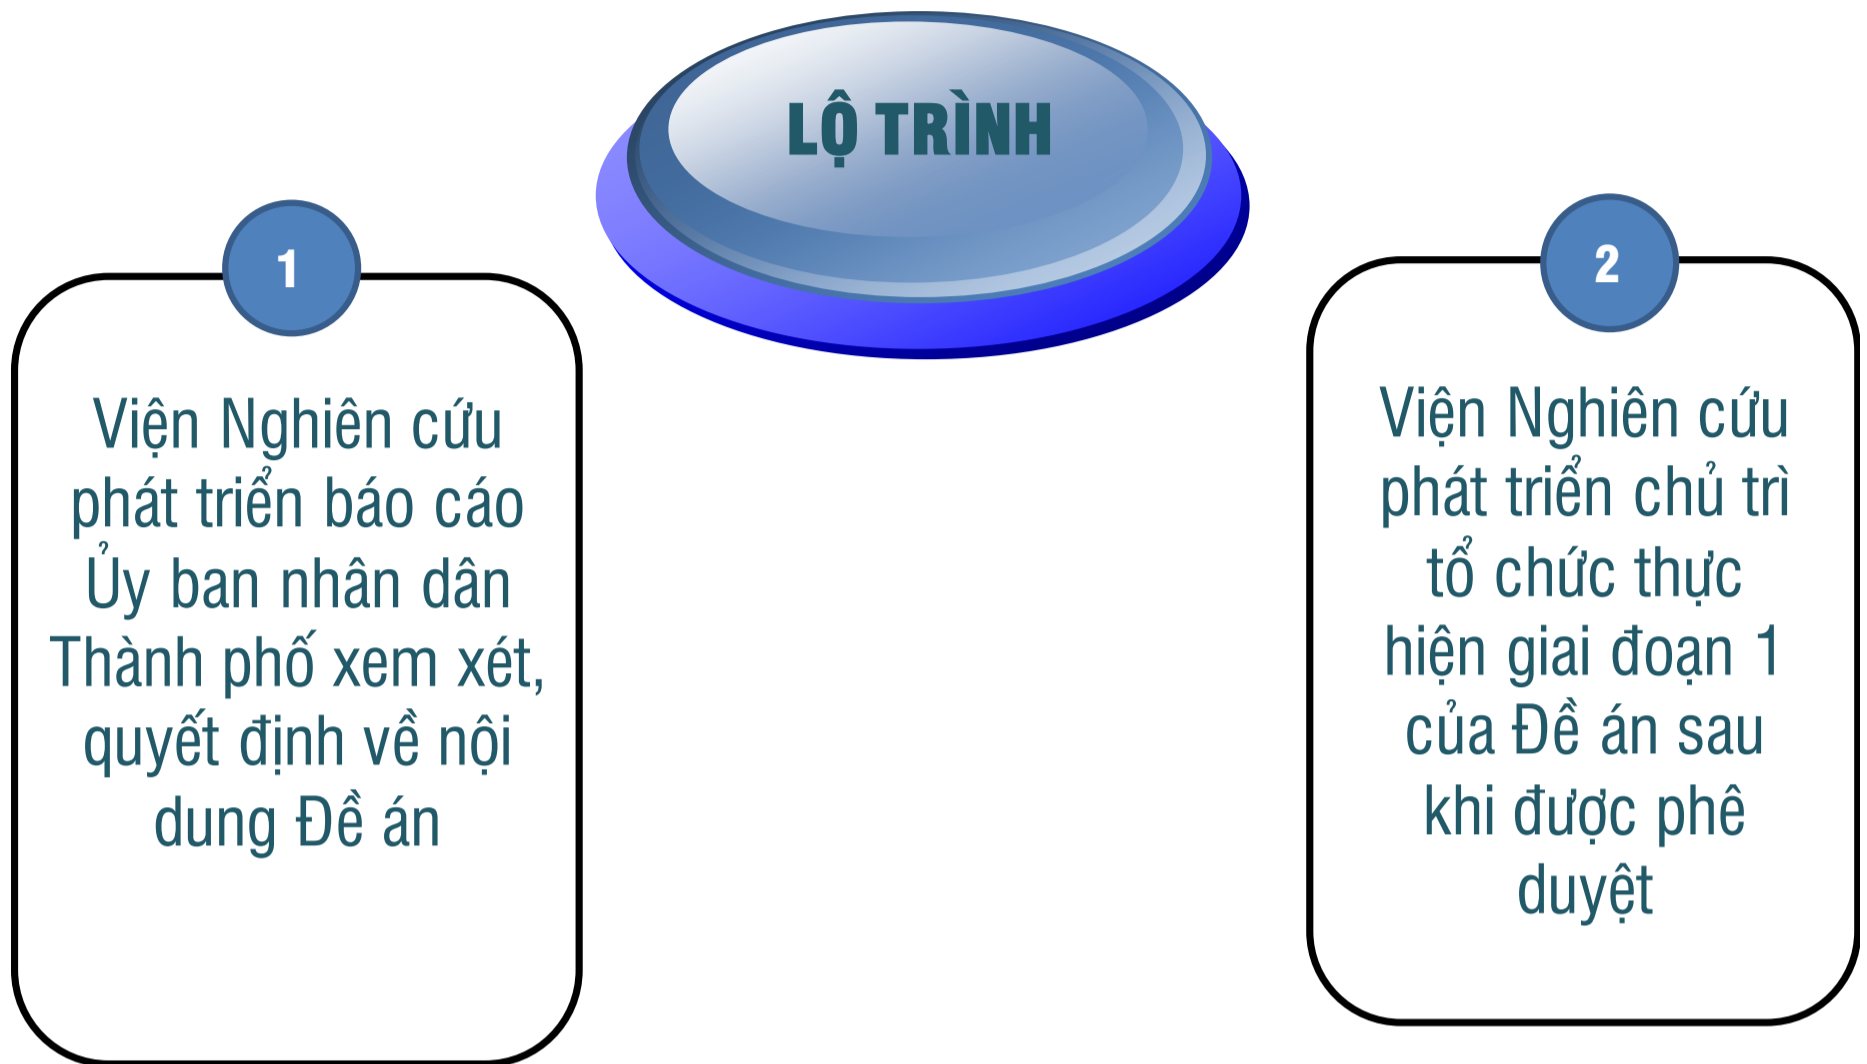 LỘ TRÌNH
1
Viện Nghiên cứu
phát triển báo cáo
Ủy ban nhân dân
Thành phố xem xét,
quyết định về nội
dung Đề án
2
Viện Nghiên cứu
phát triển chủ trì
tổ chức thực
hiện giai đoạn 1
của Đề án sau
khi được phê
duyệt